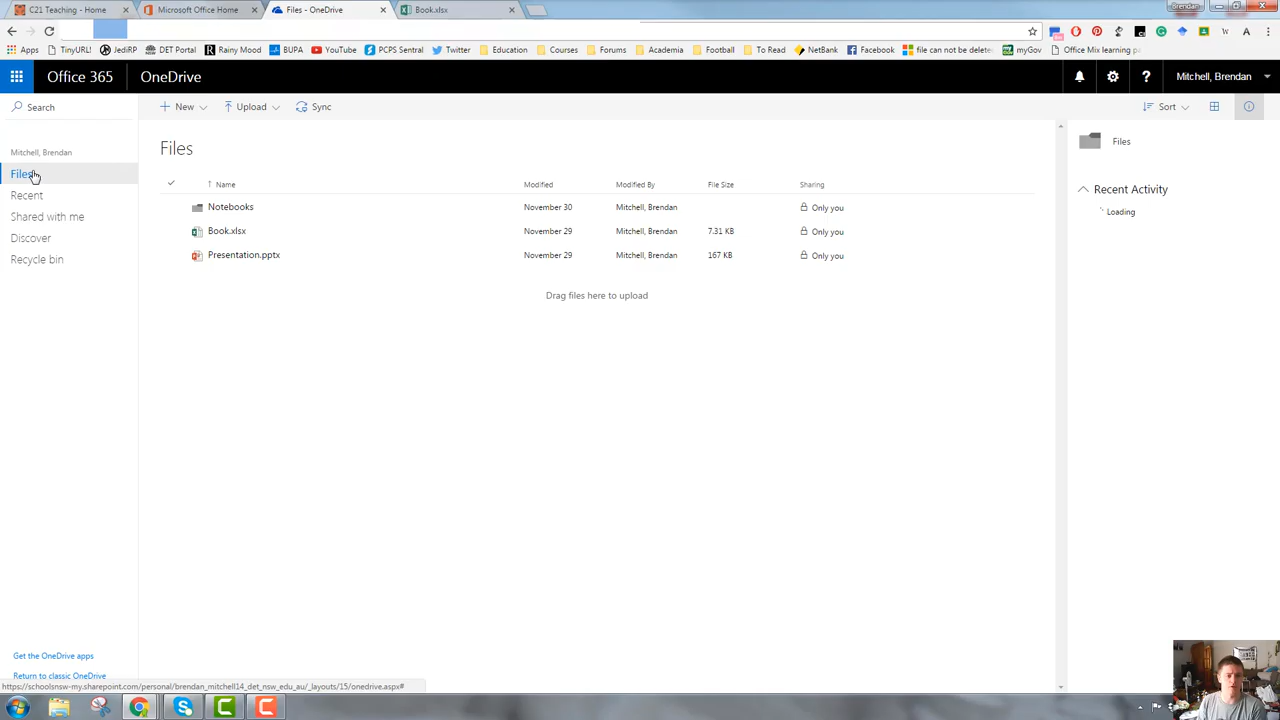 C21 Teaching - Home
Microsoft Office Home
Files - OneDrive
Book.xlsx
Brendan
Apps TinyURL! JediRP DET Portal Rainy Mood BUPA YouTube PCPS Sentral Twitter Education Courses Forums Academia Football To Read NetBank Facebook file can not be delete myGov Office Mix learning p
Office 365 OneDrive ? Mitchell, Brendan
Search New Upload Sync Sort
Mitchell, Brendan
Files
Recent
Shared with me
Discover
Recycle bin
Files
Name Modified Modified By File Size Sharing
Notebooks November 30 Mitchell, Brendan Only you
Book.xlsx November 29 Mitchell, Brendan 7.31 KB Only you
Presentation.pptx November 29 Mitchell, Brendan 167 KB Only you
Drag files here to upload
Files
Recent Activity
Loading
Get the OneDrive apps
Return to classic OneDrive
https://schoolsnsw-my.sharepoint.com/personal/brendan_mitchell14_det_nsw_edu_au/_layouts/15/onedrive.aspx#